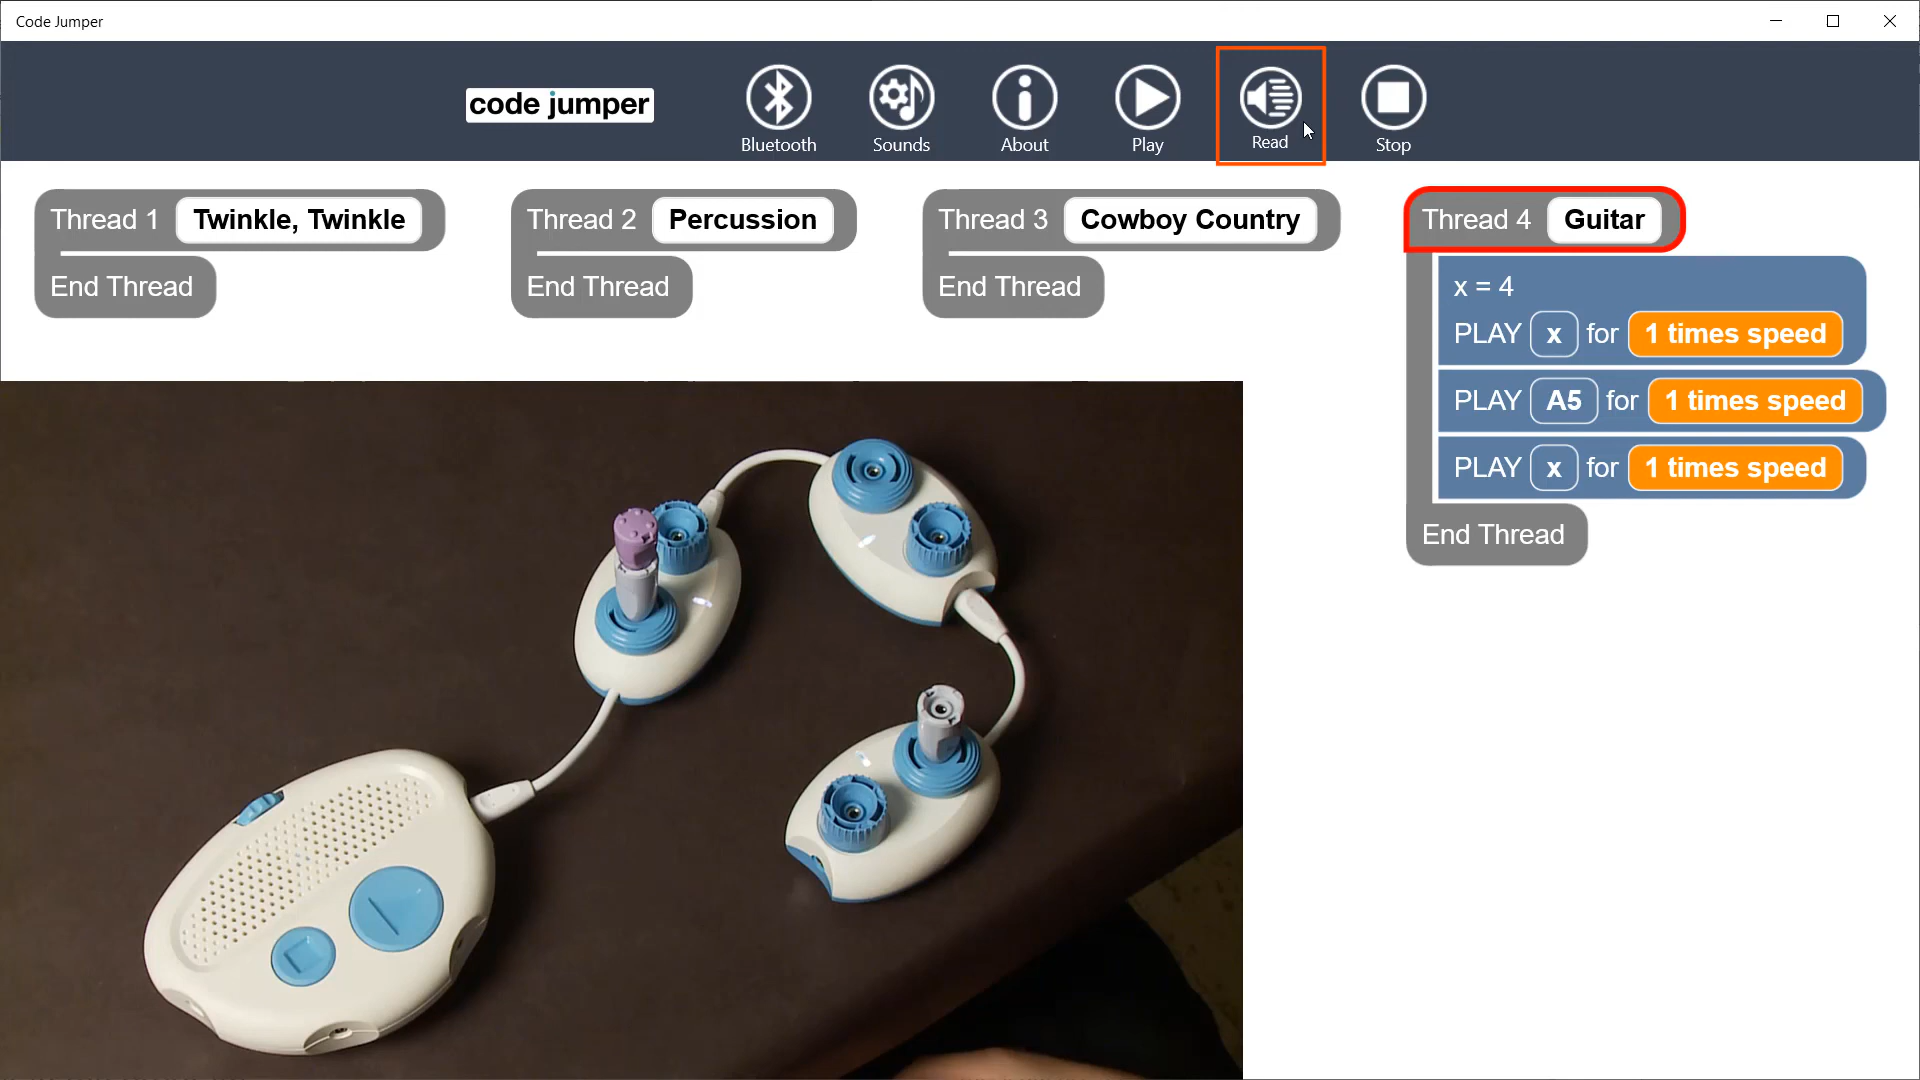 Code Jumper
code jumper
Bluetooth
Sounds
About
Play
Read
Stop
Thread 1 Twinkle, Twinkle
End Thread
Thread 2 Percussion
End Thread
Thread 3 Cowboy Country
End Thread
Thread 4 Guitar
x = 4
PLAY x for 1 times speed
PLAY A5 for 1 times speed
PLAY x for 1 times speed
End Thread